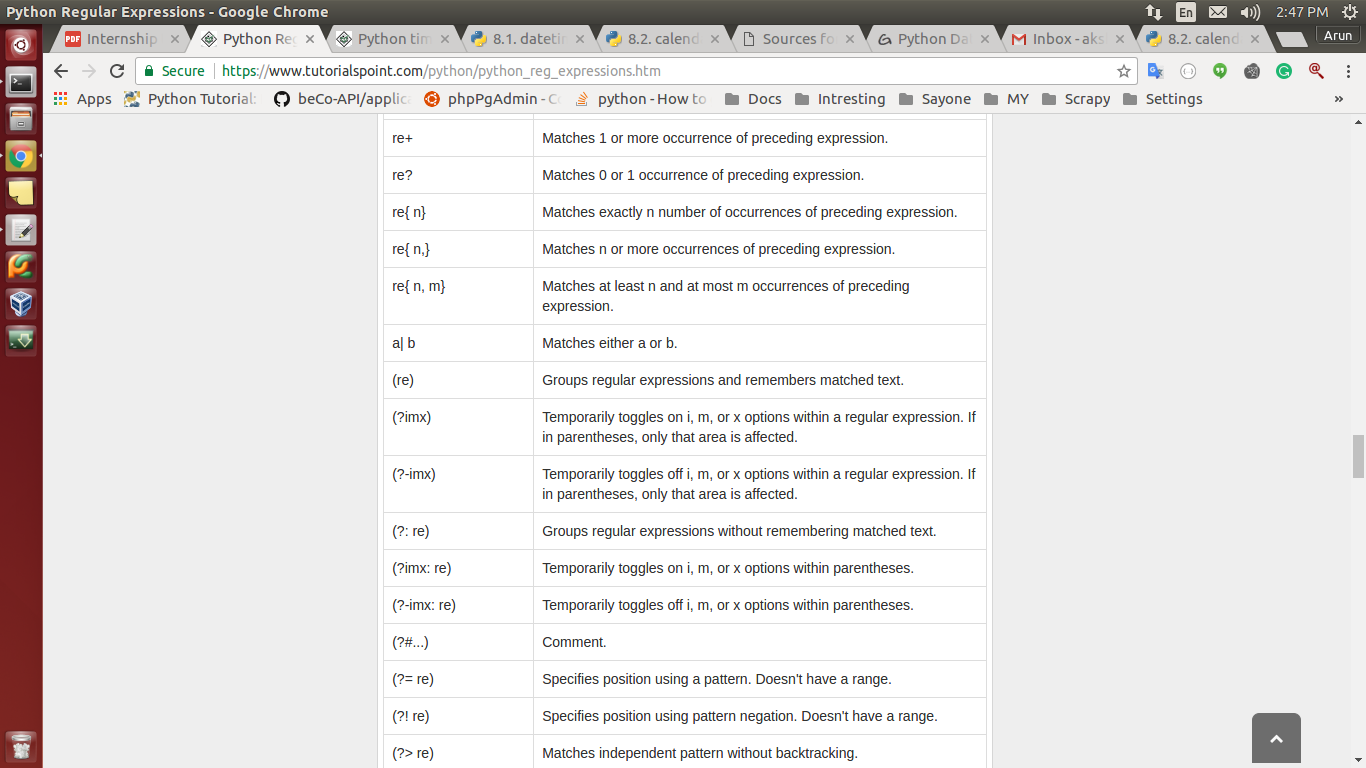 Python Regular Expressions - Google Chrome
En
2:47 PM
Internship
Python Re
Python tim
8.1. datetin
8.2. calend
Sources fo
Python Da
Inbox - aks
8.2. calend
Arun
Secure
https://www.tutorialspoint.com/python/python_reg_expressions.htm
Apps
Python Tutorials
beCo-API/applic
phpPgAdmin - C
python - How to
Docs
Intresting
Sayone
MY
Scrapy
Settings
»
re+ Matches 1 or more occurrence of preceding expression.
re? Matches 0 or 1 occurrence of preceding expression.
re{ n} Matches exactly n number of occurrences of preceding expression.
re{ n,} Matches n or more occurrences of preceding expression.
re{ n, m} Matches at least n and at most m occurrences of preceding
expression.
a| b Matches either a or b.
(re) Groups regular expressions and remembers matched text.
(?imx) Temporarily toggles on i, m, or x options within a regular expression. If
in parentheses, only that area is affected.
(?-imx) Temporarily toggles off i, m, or x options within a regular expression. If
in parentheses, only that area is affected.
(?: re) Groups regular expressions without remembering matched text.
(?imx: re) Temporarily toggles on i, m, or x options within parentheses.
(?-imx: re) Temporarily toggles off i, m, or x options within parentheses.
(?#...) Comment.
(?= re) Specifies position using a pattern. Doesn't have a range.
(?! re) Specifies position using pattern negation. Doesn't have a range.
(?> re) Matches independent pattern without backtracking.